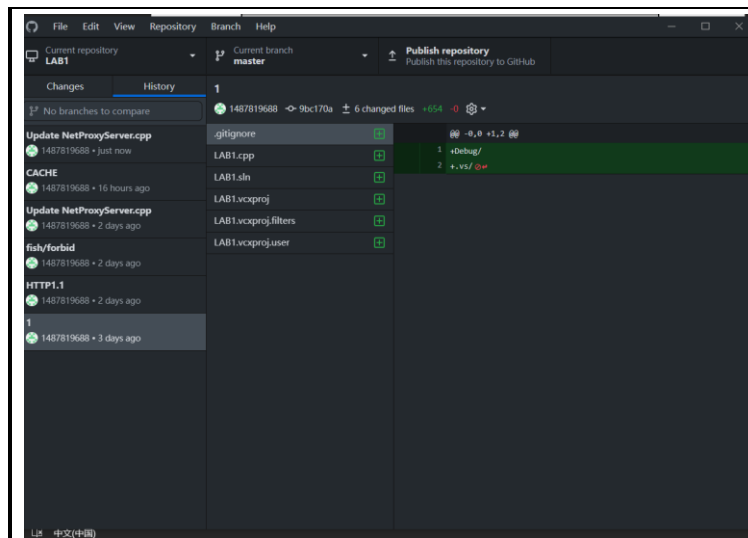 File Edit View Repository Branch Help
Current repository
LAB1
Current branch
master
Publish repository
Publish this repository to GitHub
Changes History
No branches to compare
Update NetProxyServer.cpp
1487819688 • just now
CACHE
1487819688 • 16 hours ago
Update NetProxyServer.cpp
1487819688 • 2 days ago
fish/forbid
1487819688 • 2 days ago
HTTP1.1
1487819688 • 2 days ago
1
1487819688 • 3 days ago
1
1487819688 9bc170a 6 changed files +654 -0
.gitignore
LAB1.cpp
LAB1.sln
LAB1.vcxproj
LAB1.vcxproj.filters
LAB1.vcxproj.user
@@ -0,0 +1,2 @@
1 +Debug/
2 +.vs/
中文(中国)